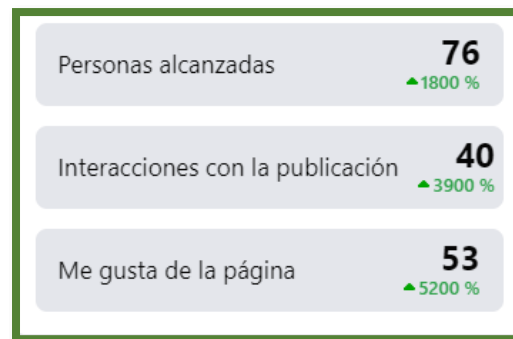 Personas alcanzadas 76
▲1800 %
Interacciones con la publicación 40
▲3900 %
Me gusta de la página 53
▲5200 %